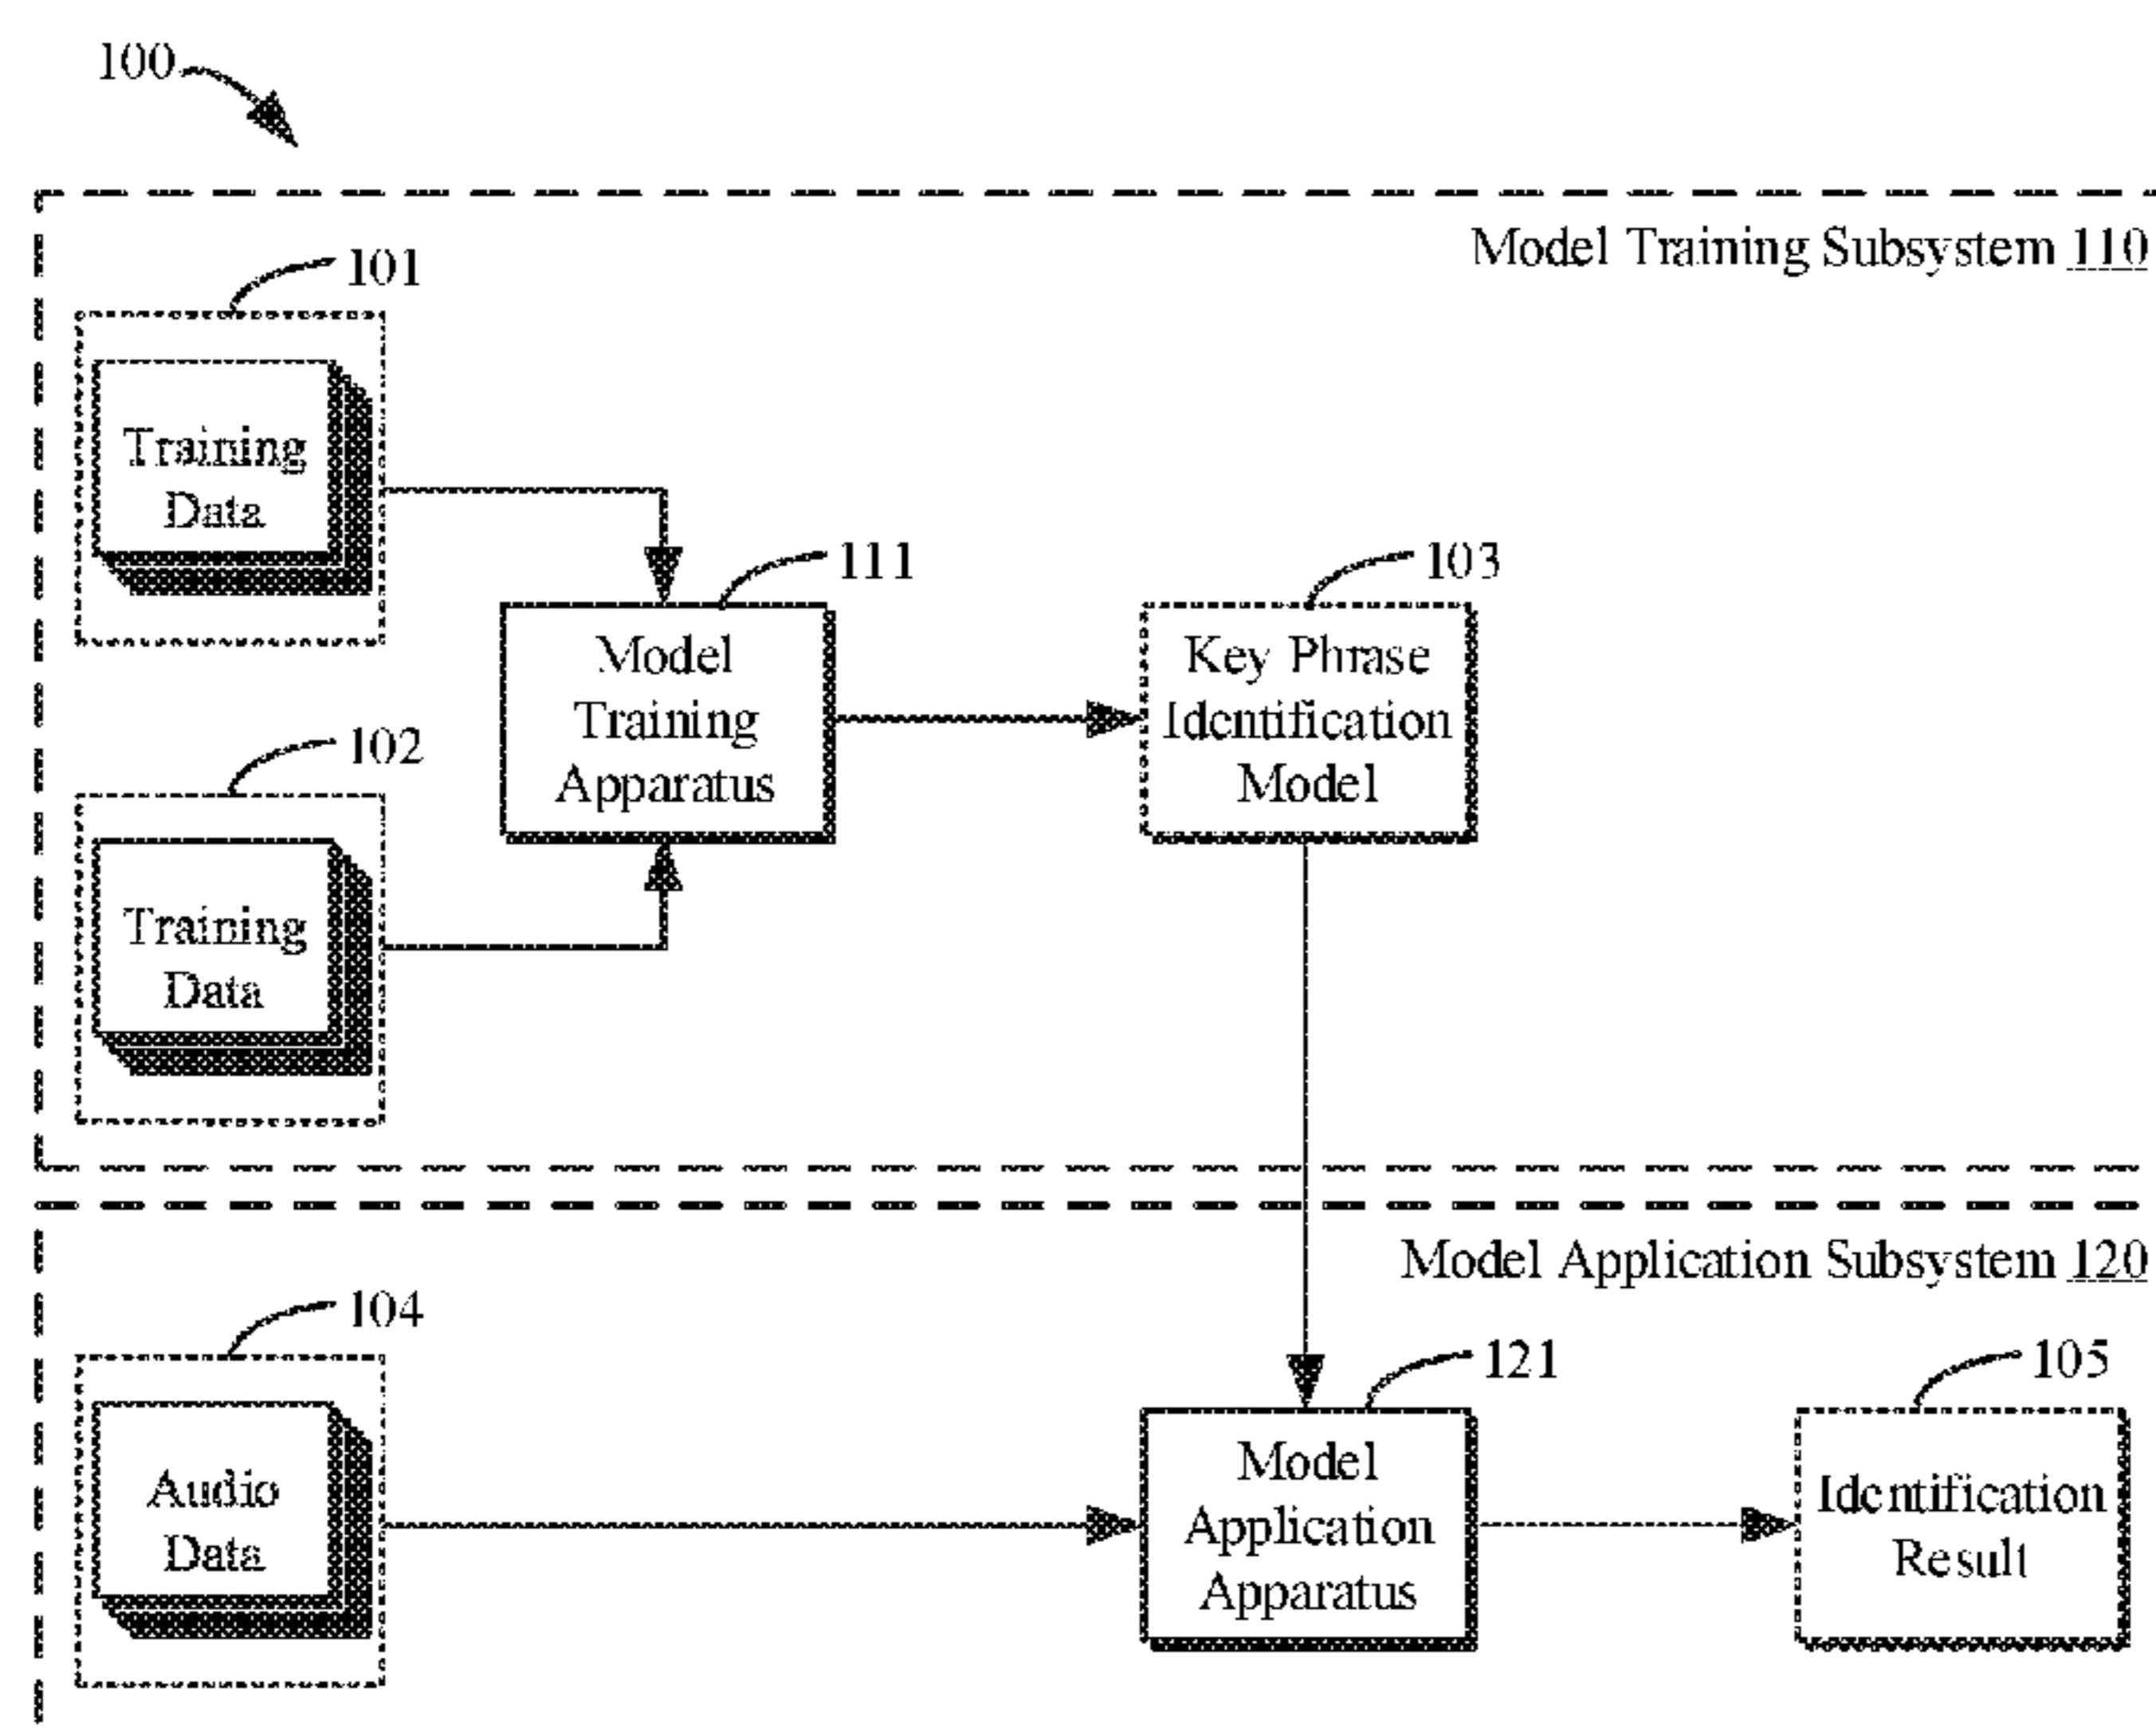 100
Model Training Subsystem 110
101
Training
Data
111
Model
Training
Apparatus
103
Key Phrase
Identification
Model
102
Training
Data
Model Application Subsystem 120
104
Audio
Data
121
Model
Application
Apparatus
105
Identification
Result